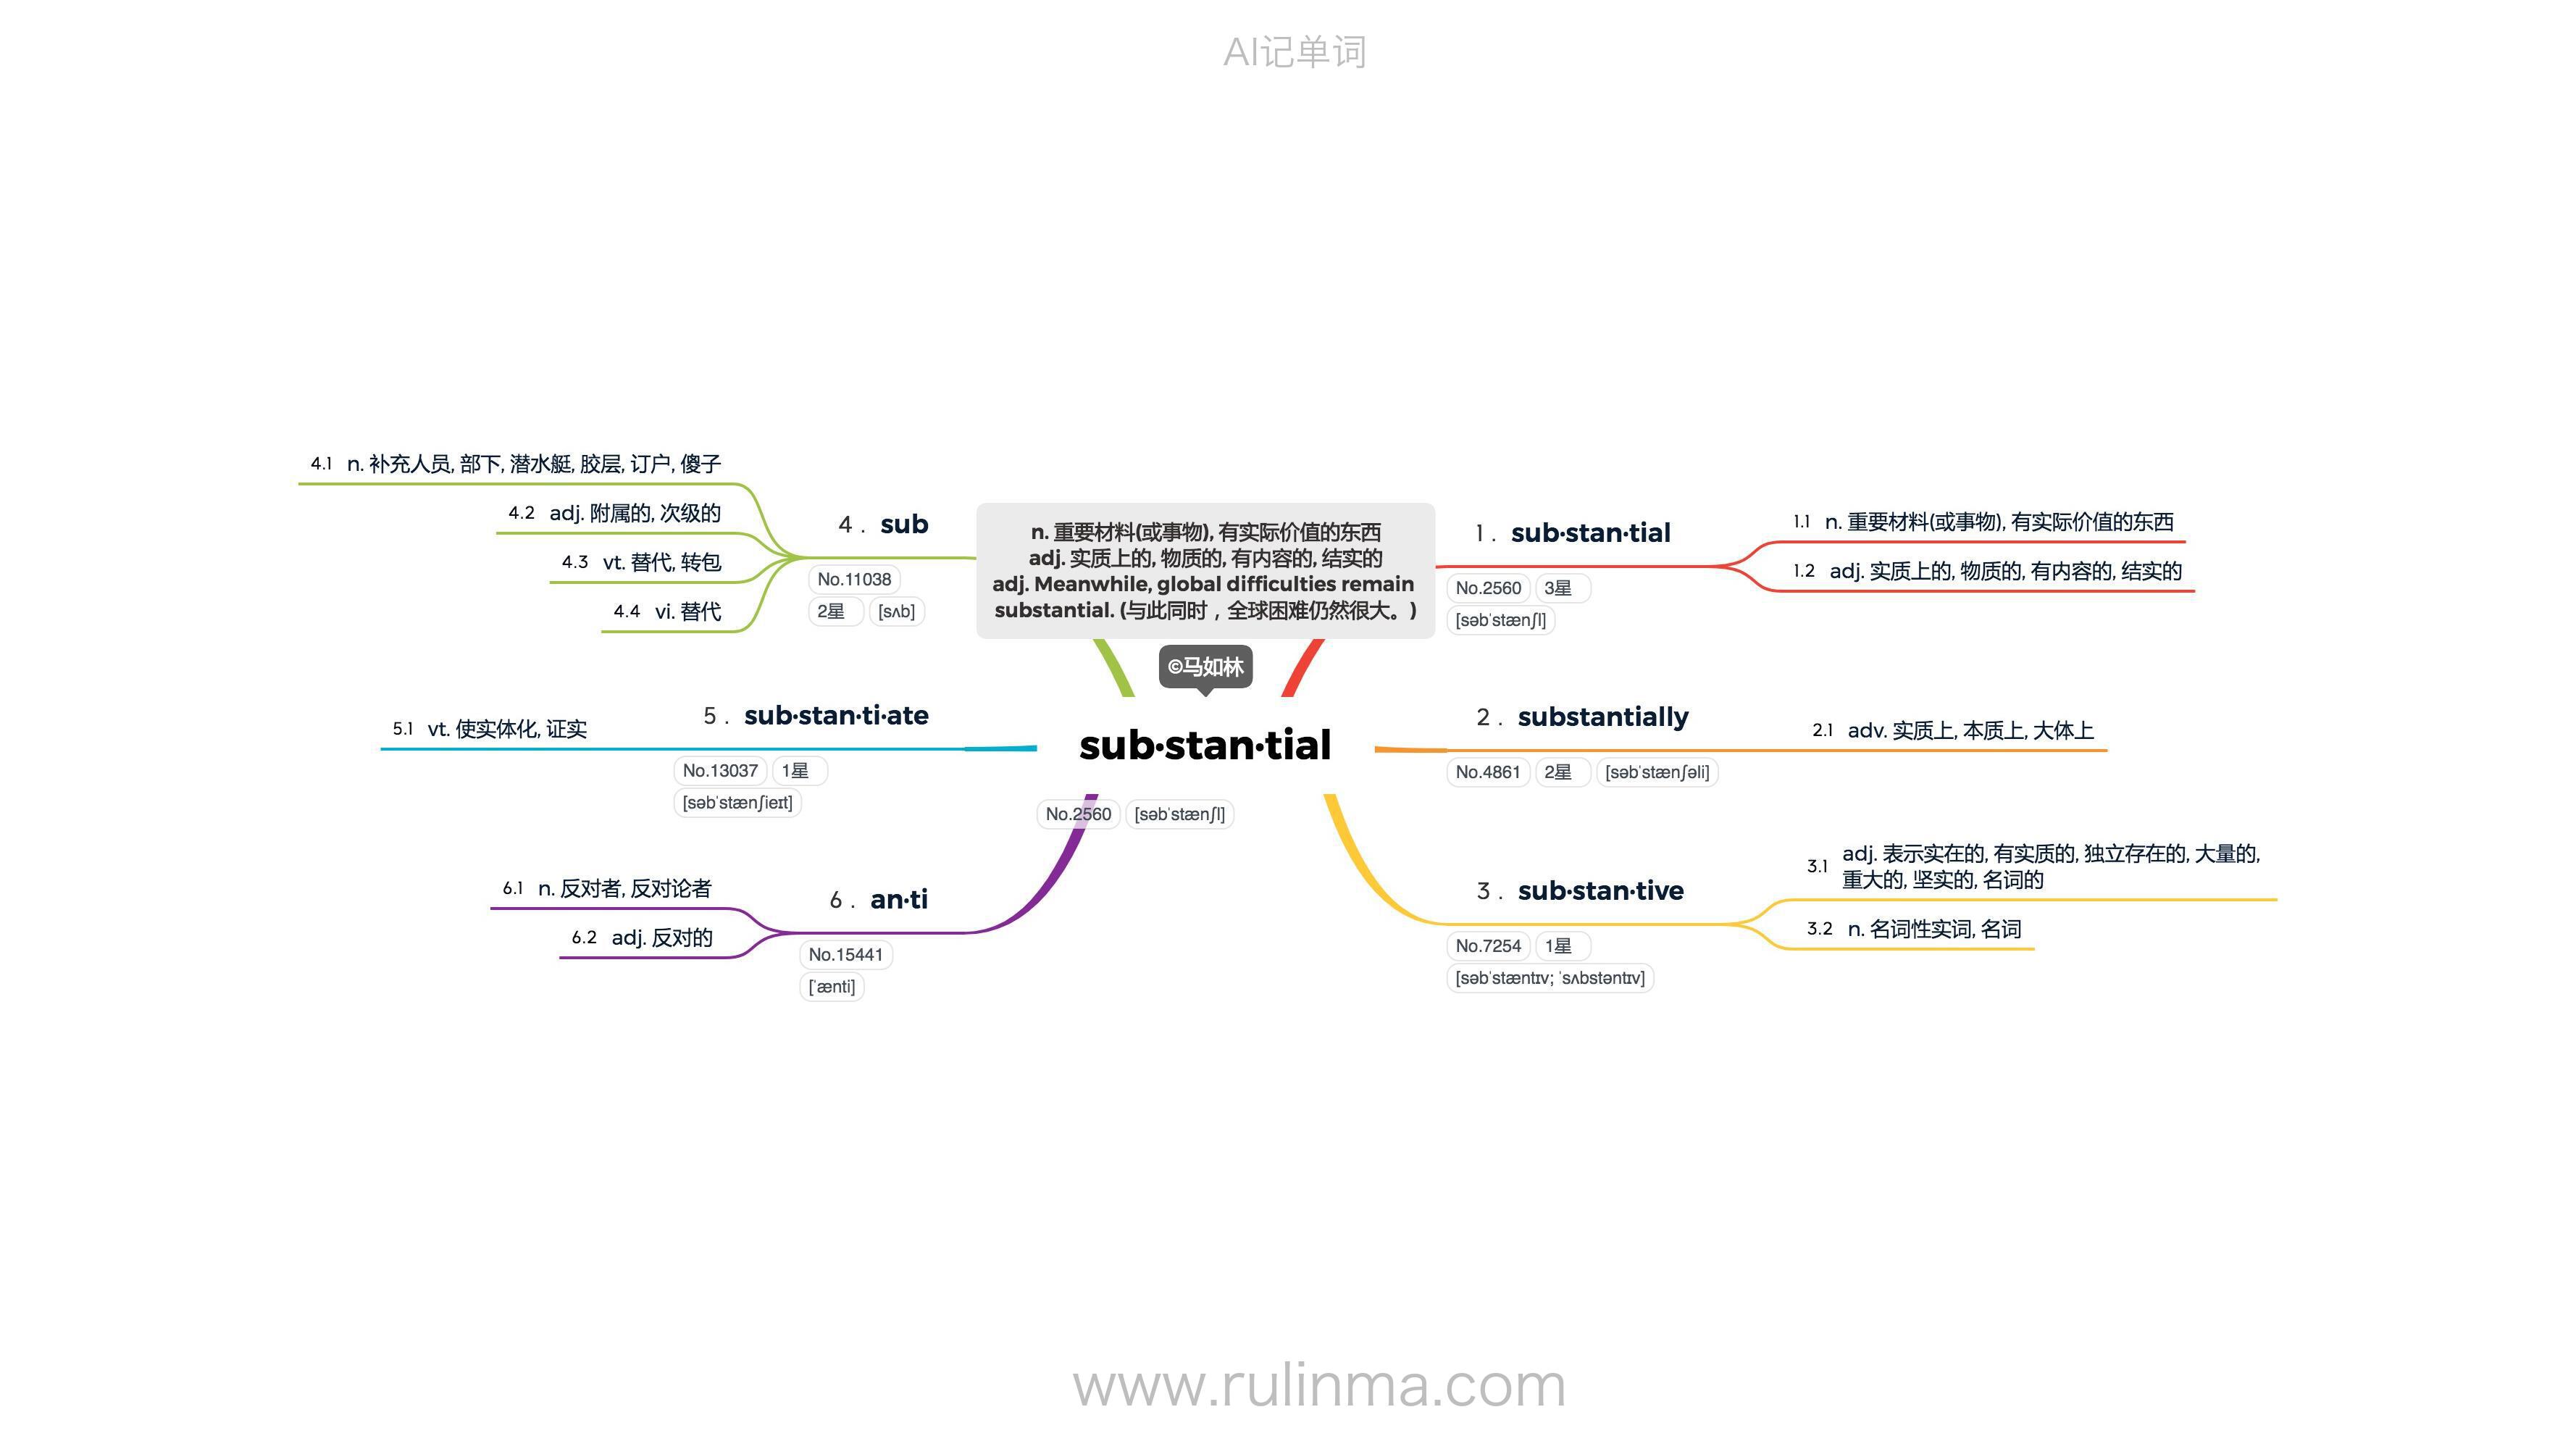 AI记单词
n. 重要材料(或事物), 有实际价值的东西
adj. 实质上的, 物质的, 有内容的, 结实的
adj. Meanwhile, global difficulties remain
substantial. (与此同时，全球困难仍然很大。)
©马如林
sub·stan·tial
No.2560 [səbˈstænʃl]
1 . sub·stan·tial
No.2560 3星
[səbˈstænʃl]
1.1 n. 重要材料(或事物), 有实际价值的东西
1.2 adj. 实质上的, 物质的, 有内容的, 结实的
2 . substantially
No.4861 2星 [səbˈstænʃəli]
2.1 adv. 实质上, 本质上, 大体上
3 . sub·stan·tive
No.7254 1星
[səbˈstæntɪv; ˈsʌbstəntɪv]
3.1 adj. 表示实在的, 有实质的, 独立存在的, 大量的,
重大的, 坚实的, 名词的
3.2 n. 名词性实词, 名词
4 . sub
No.11038
2星 [sʌb]
4.1 n. 补充人员, 部下, 潜水艇, 胶层, 订户, 傻子
4.2 adj. 附属的, 次级的
4.3 vt. 替代, 转包
4.4 vi. 替代
5 . sub·stan·ti·ate
No.13037 1星
[səbˈstænʃieɪt]
5.1 vt. 使实体化, 证实
6 . an·ti
No.15441
[ˈænti]
6.1 n. 反对者, 反对论者
6.2 adj. 反对的
www.rulinma.com